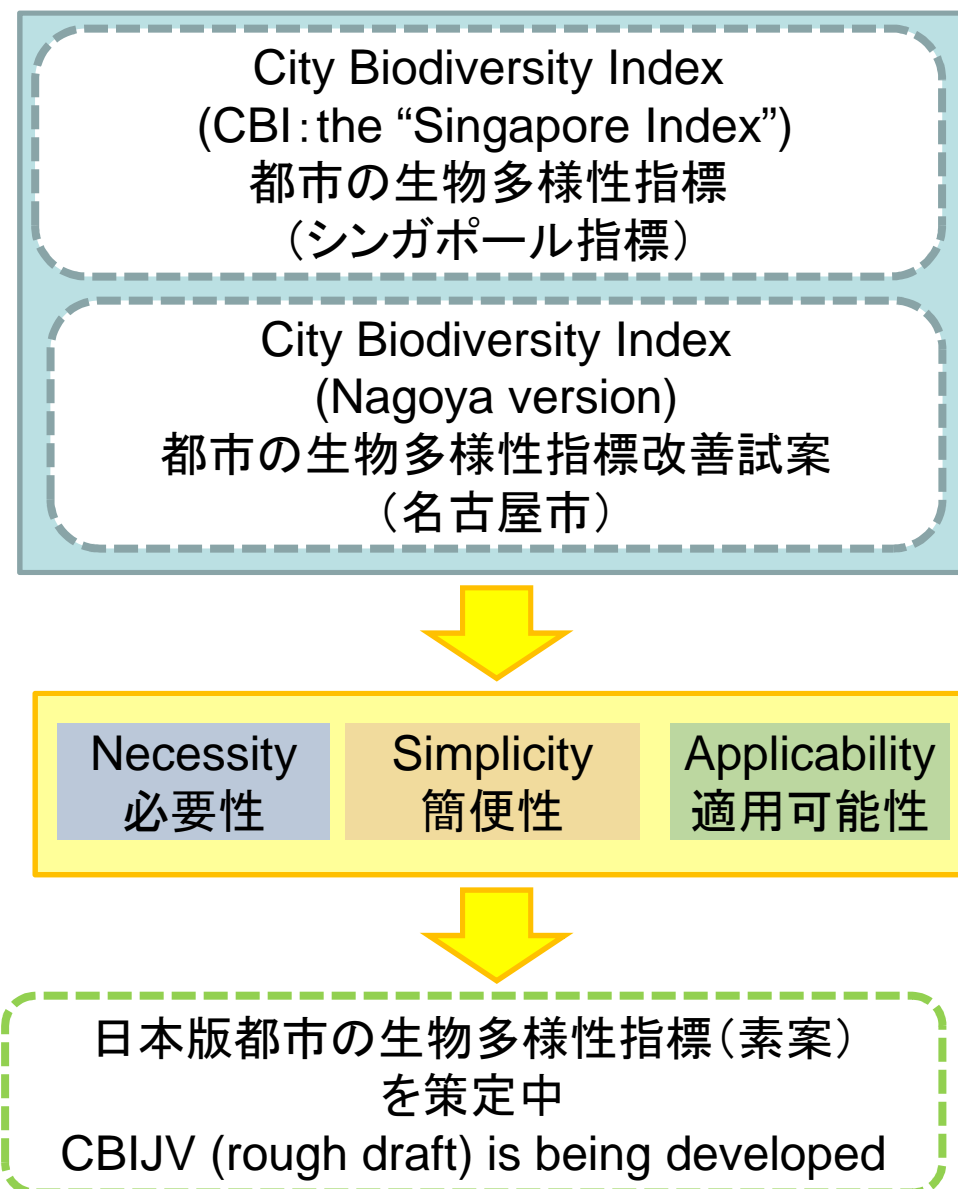 City Biodiversity Index
(CBI：the “Singapore Index”)
都市の生物多様性指標
（シンガポール指標）
City Biodiversity Index
(Nagoya version)
都市の生物多様性指標改善試案
（名古屋市）
Necessity
必要性
Simplicity
簡便性
Applicability
適用可能性
日本版都市の生物多様性指標（素案）
を策定中
CBIJV (rough draft) is being developed